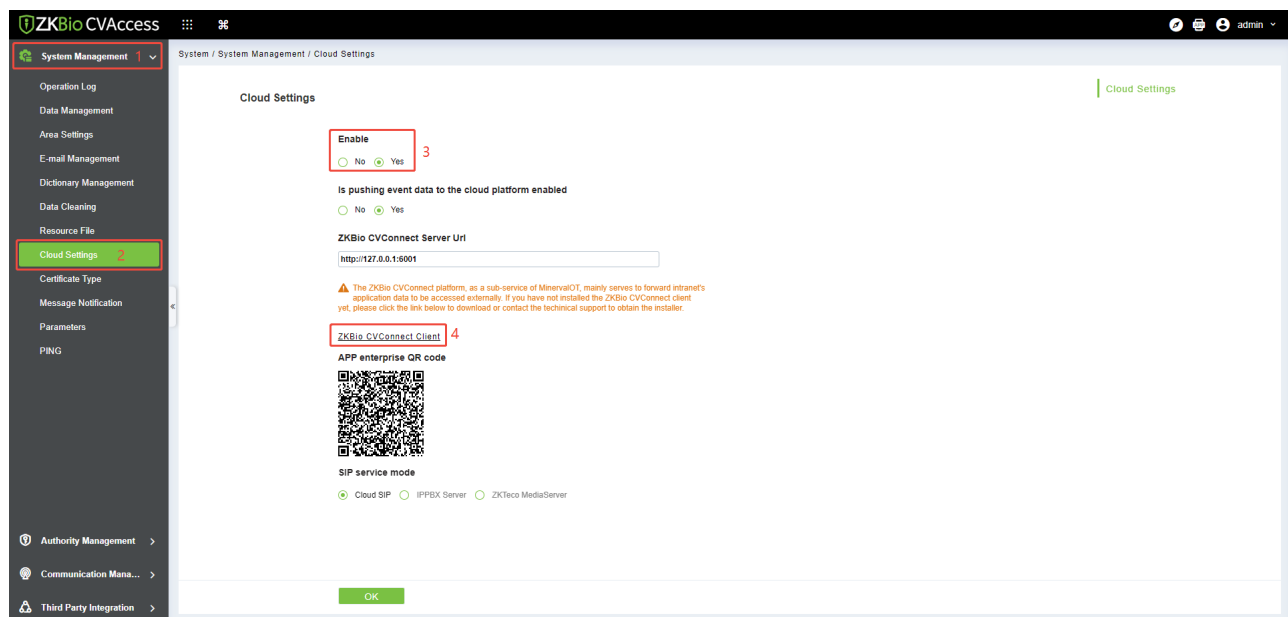 ZKBio CVAccess
admin
System Management 1
System / System Management / Cloud Settings
Operation Log
Data Management
Area Settings
E-mail Management
Dictionary Management
Data Cleaning
Resource File
Cloud Settings 2
Certificate Type
Message Notification
Parameters
PING
Authority Management
Communication Mana...
Third Party Integration
Cloud Settings
Cloud Settings
Enable
No Yes
3
Is pushing event data to the cloud platform enabled
No Yes
ZKBio CVConnect Server Url
http://127.0.0.1:6001
The ZKBio CVConnect platform, as a sub-service of MinervaIOT, mainly serves to forward intranet's
application data to be accessed externally. If you have not installed the ZKBio CVConnect client
yet, please click the link below to download or contact the techinical support to obtain the installer.
ZKBio CVConnect Client 4
APP enterprise QR code
SIP service mode
Cloud SIP IPPBX Server ZKTeco MediaServer
OK